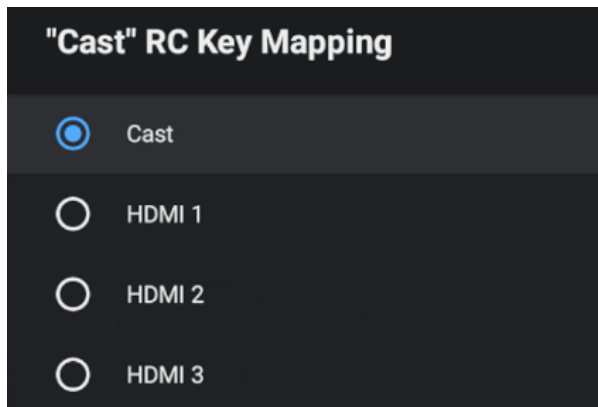 "Cast" RC Key Mapping
Cast
HDMI 1
HDMI 2
HDMI 3